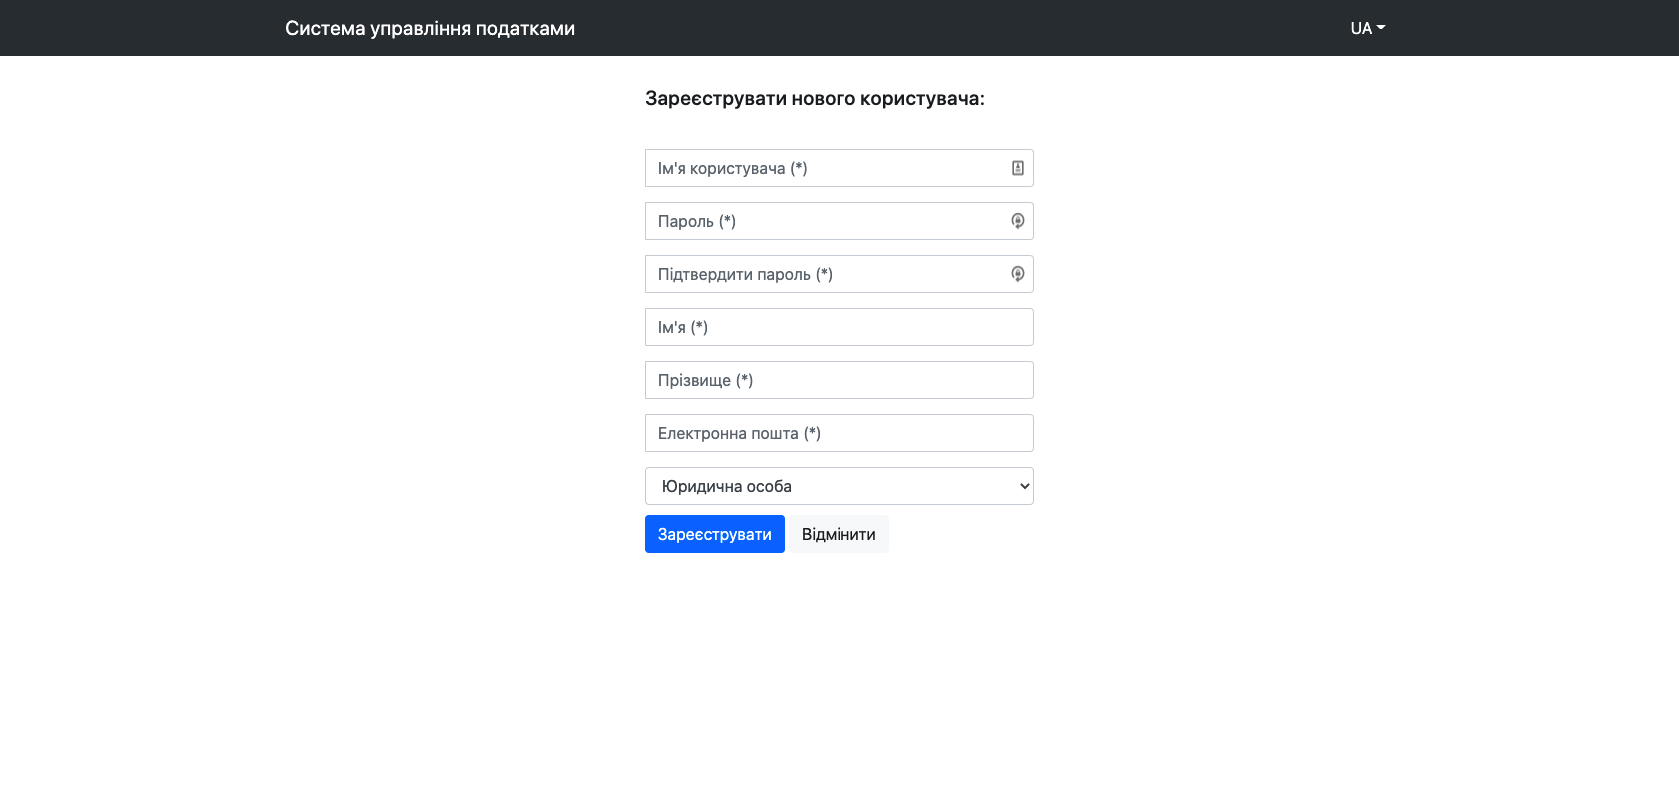 Система управління податками
UA
Зареєструвати нового користувача:
Ім'я користувача (*)
Пароль (*)
Підтвердити пароль (*)
Ім'я (*)
Прізвище (*)
Електронна пошта (*)
Юридична особа
Зареєструвати Відмінити